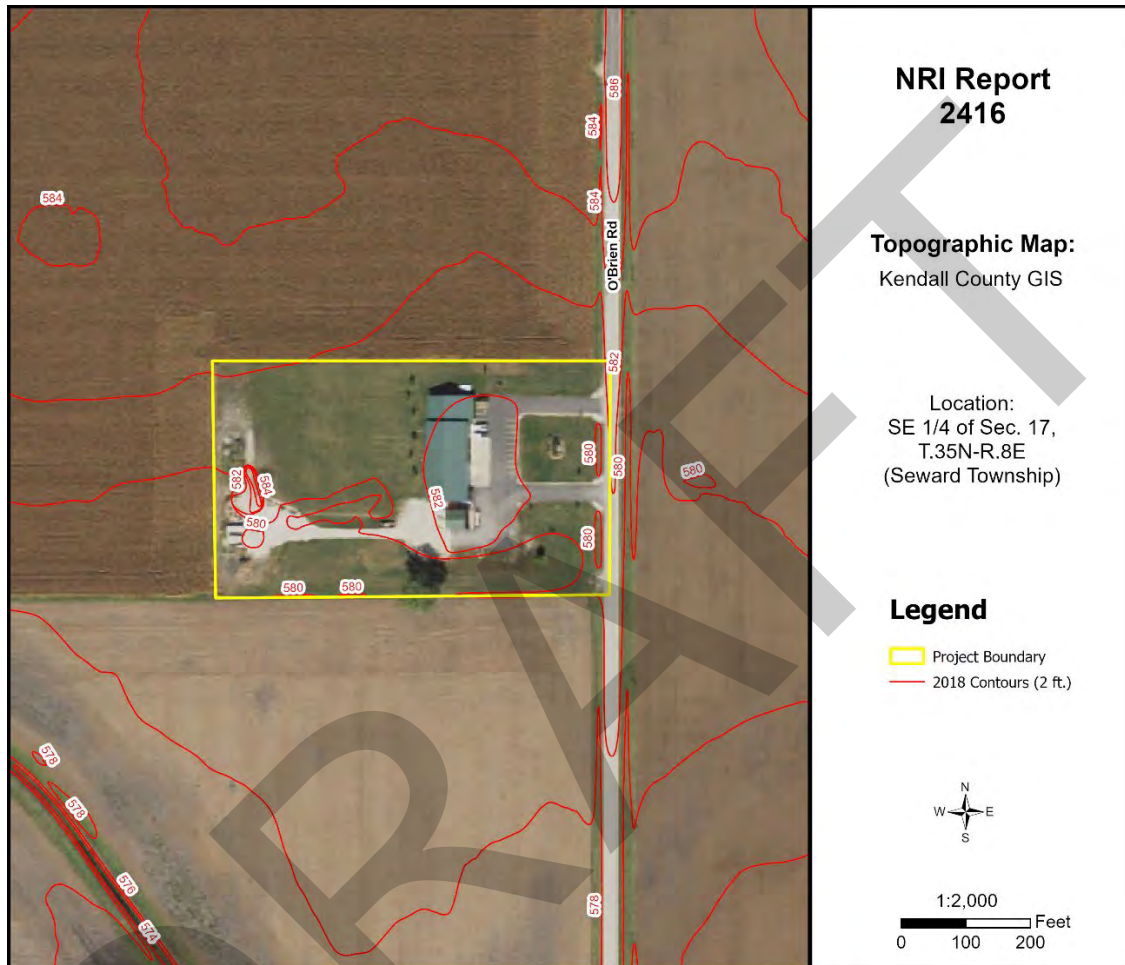 NRI Report
2416
Topographic Map:
Kendall County GIS
Location:
SE 1/4 of Sec. 17,
T.35N-R.8E
(Seward Township)
Legend
Project Boundary
2018 Contours (2 ft.)
N
W E
S
1:2,000
Feet
0 100 200
586
584
584
584
O'Brien Rd
582
580
580
580
582
584
582
580
580
580
580
578
578
576
574
578
DRAFT